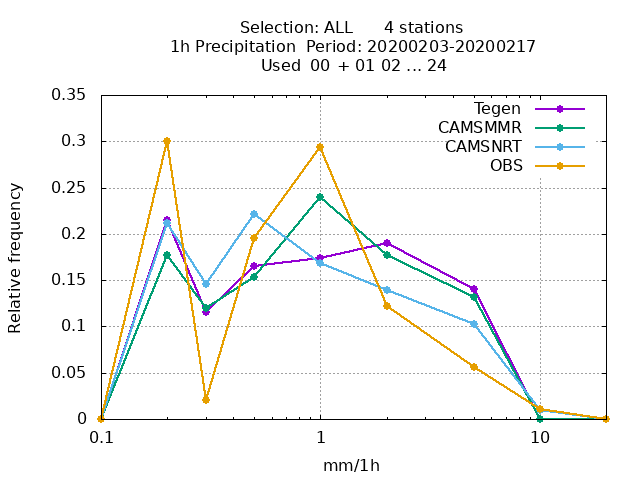 Selection: ALL 4 stations
1h Precipitation Period: 20200203-20200217
Used 00 + 01 02 ... 24
0.35
0.3
0.25
0.2
0.15
0.1
0.05
0
Relative frequency
Tegen
CAMSMMR
CAMSNRT
OBS
0.1 1 10
mm/1h